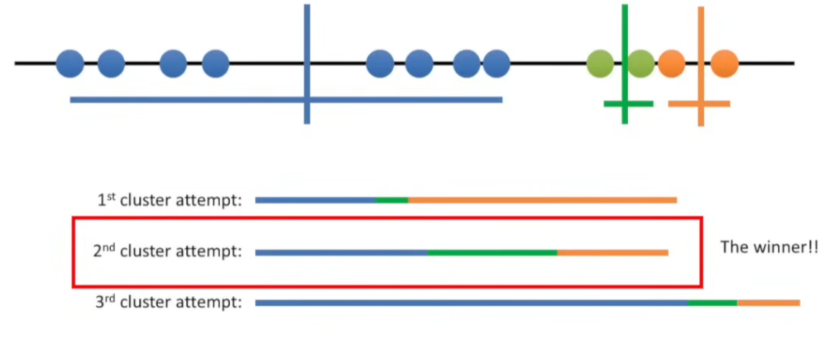 1st cluster attempt:
2nd cluster attempt:
The winner!!
3rd cluster attempt: